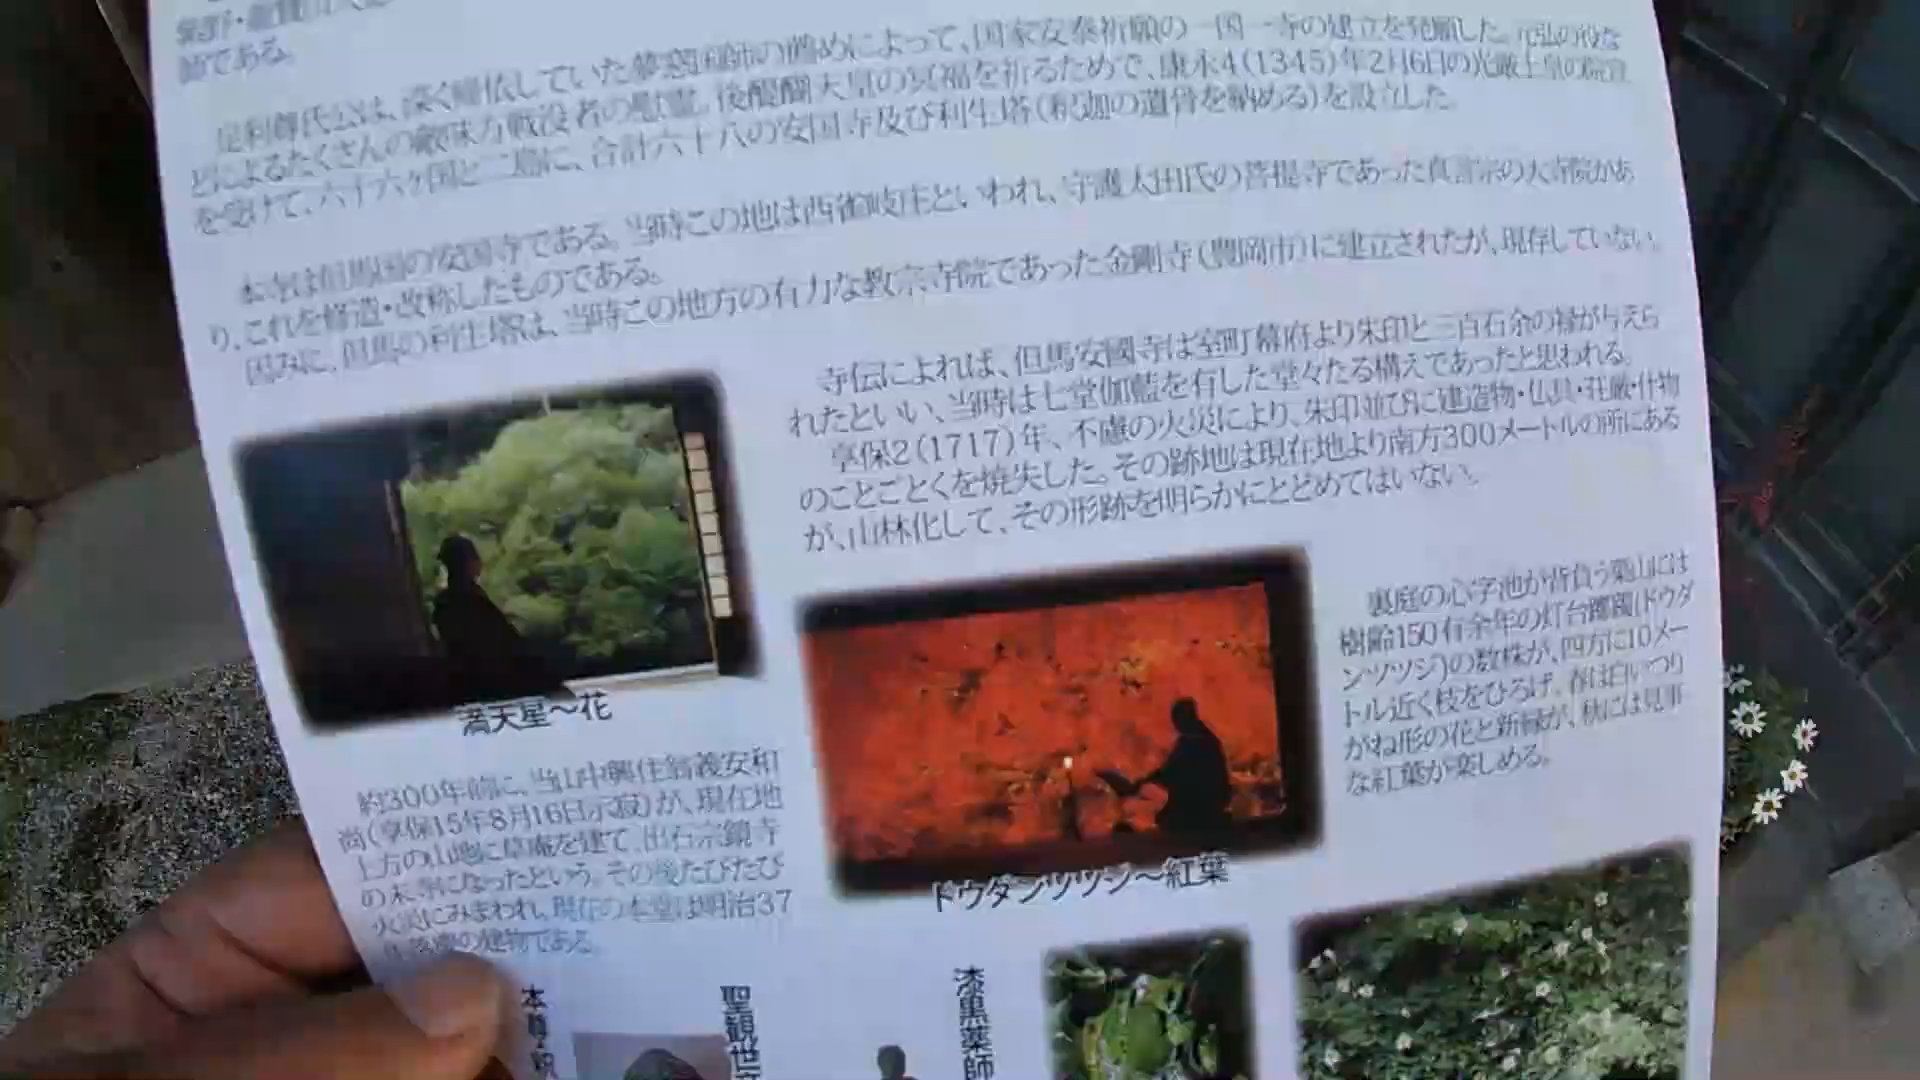 師である。
足利尊氏公は、深く帰依していた夢窓国師の薦めによって、国家安泰祈願の一国一寺の建立を発願した。元弘の役な
どによるたくさんの敵味方戦没者の慰霊、後醍醐天皇の冥福を祈るためで、康永4(1345)年2月6日の光厳上皇の院宣
を受けて、六十六ヶ国と二島に、合計六十八の安国寺及び利生塔(釈迦の遺骨を納める)を設立した。
本寺は但馬国の安国寺である。当時この地は西雀岐庄といわれ、守護太田氏の菩提寺であった真言宗の大寺院があ
り、これを修造・改称したものである。
因みに、但馬の利生塔は、当時この地方の有力な教宗寺院であった金剛寺(豊岡市)に建立されたが、現存していない。
寺伝によれば、但馬安國寺は室町幕府より朱印と三百石余の禄が与えら
れたといい、当時は七堂伽藍を有した堂々たる構えであったと思われる。
享保2(1717)年、不慮の火災により、朱印並びに建造物・仏具・荘厳・什物
のことごとくを焼失した。その跡地は現在地より南方300メートルの所にある
が、山林化して、その形跡を明らかにとどめてはいない。
満天星～花
約300年前に、当山中興住翁義安和
尚(享保15年8月16日示寂)が、現在地
上方の山地に草庵を建て、出石宗鏡寺
の末寺になったという。その後たびたび
火災にみまわれ、現在の本堂は明治37
の建物である。
ドウダンツツジ～紅葉
裏庭の心字池が背負う築山には
樹齢150有余年の灯台躑躅(ドウダ
ンツツジ)の数株が、四方に10メー
トル近く枝をひろげ、春は白いつり
がね形の花と新緑が、秋には見事
な紅葉が楽しめる。
本尊・釈
聖観世
漆黒薬師